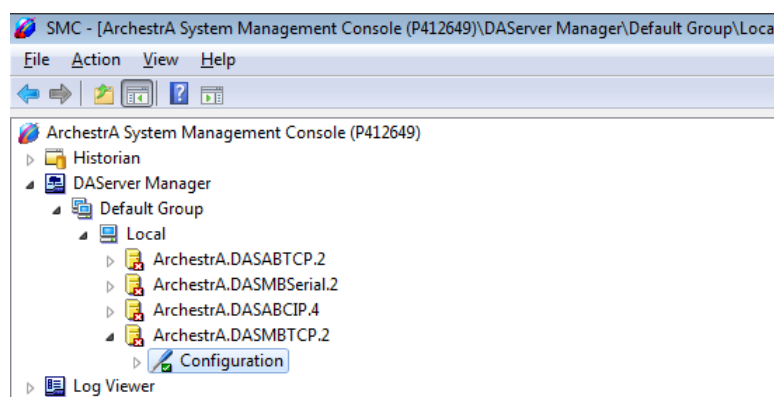 SMC - [ArchestrA System Management Console (P412649)\DAServer Manager\Default Group\Loca
File Action View Help
ArchestrA System Management Console (P412649)
Historian
DAServer Manager
Default Group
Local
ArchestrA.DASABTCP.2
ArchestrA.DASMBSerial.2
ArchestrA.DASABCIP.4
ArchestrA.DASMBTCP.2
Configuration
Log Viewer